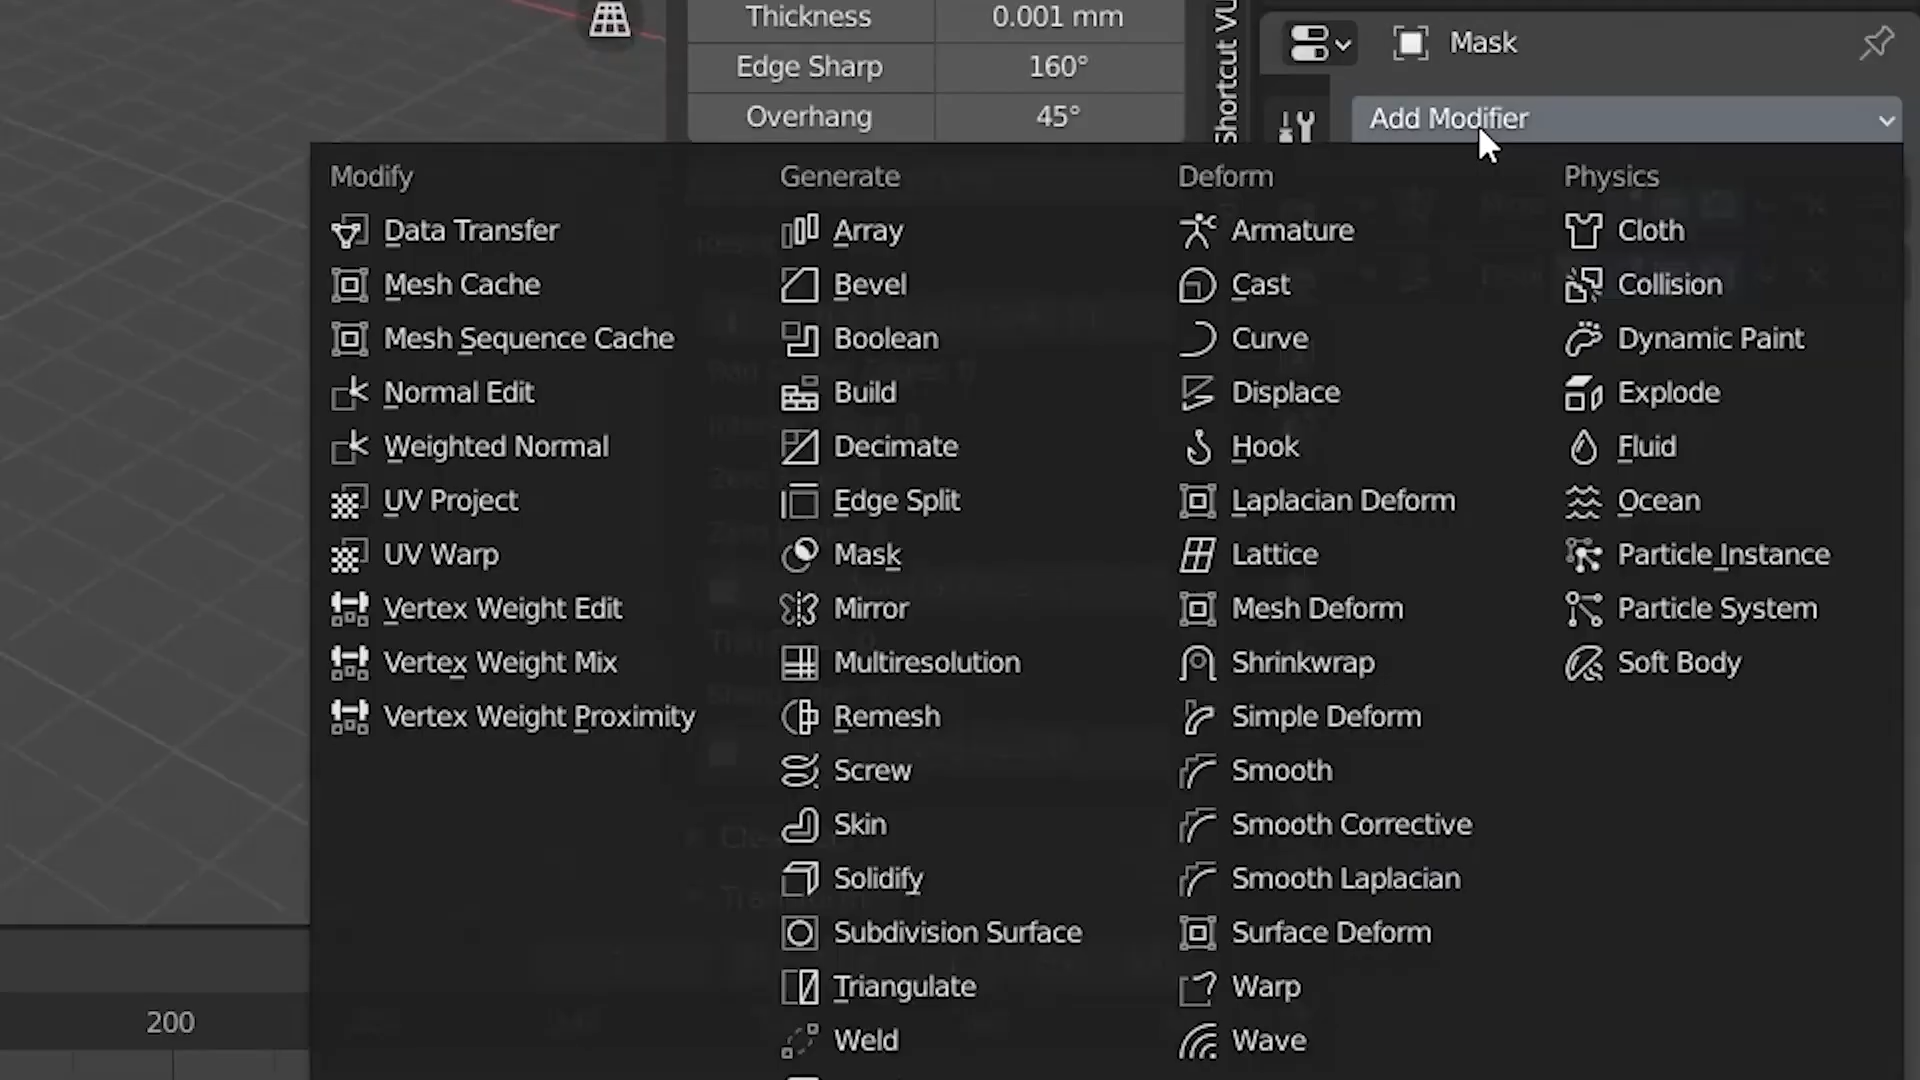 Thickness 0.001 mm
Edge Sharp 160°
Overhang 45°
Shortcut VU
Mask
Add Modifier
Modify
Data Transfer
Mesh Cache
Mesh Sequence Cache
Normal Edit
Weighted Normal
UV Project
UV Warp
Vertex Weight Edit
Vertex Weight Mix
Vertex Weight Proximity
Generate
Array
Bevel
Boolean
Build
Decimate
Edge Split
Mask
Mirror
Multiresolution
Remesh
Screw
Skin
Solidify
Subdivision Surface
Triangulate
Weld
Deform
Armature
Cast
Curve
Displace
Hook
Laplacian Deform
Lattice
Mesh Deform
Shrinkwrap
Simple Deform
Smooth
Smooth Corrective
Smooth Laplacian
Surface Deform
Warp
Wave
Physics
Cloth
Collision
Dynamic Paint
Explode
Fluid
Ocean
Particle Instance
Particle System
Soft Body
200